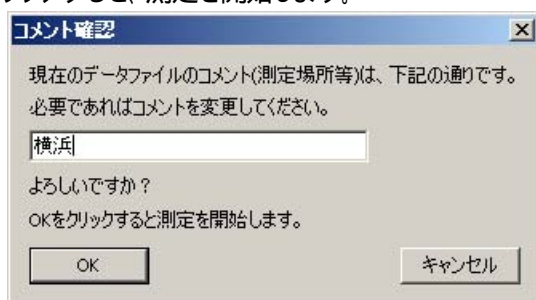 クリックすると、測定を開始します。
コメント確認
現在のデータファイルのコメント(測定場所等)は、下記の通りです。
必要であればコメントを変更してください。
横浜
よろしいですか？
OKをクリックすると測定を開始します。
OK
キャンセル